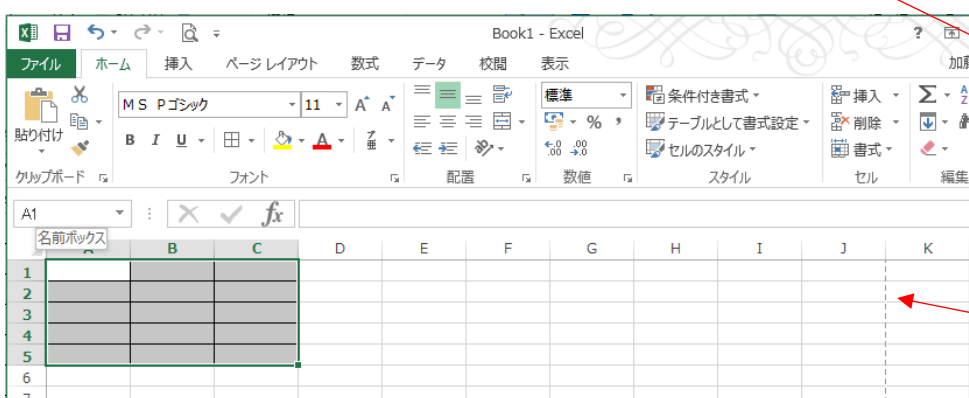 Book1 - Excel
?
ファイル ホーム 挿入 ページ レイアウト 数式 データ 校閲 表示
貼り付け
MS Pゴシック 11 A A
B I U A
標準
% ,
条件付き書式
テーブルとして書式設定
セルのスタイル
挿入
削除
書式
Σ
クリップボード フォント 配置 数値 スタイル セル 編集
A1 fx
名前ボックス
B C D E F G H I J K
1
2
3
4
5
6